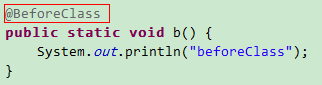 @BeforeClass
public static void b() {
    System.out.println("beforeClass");
}